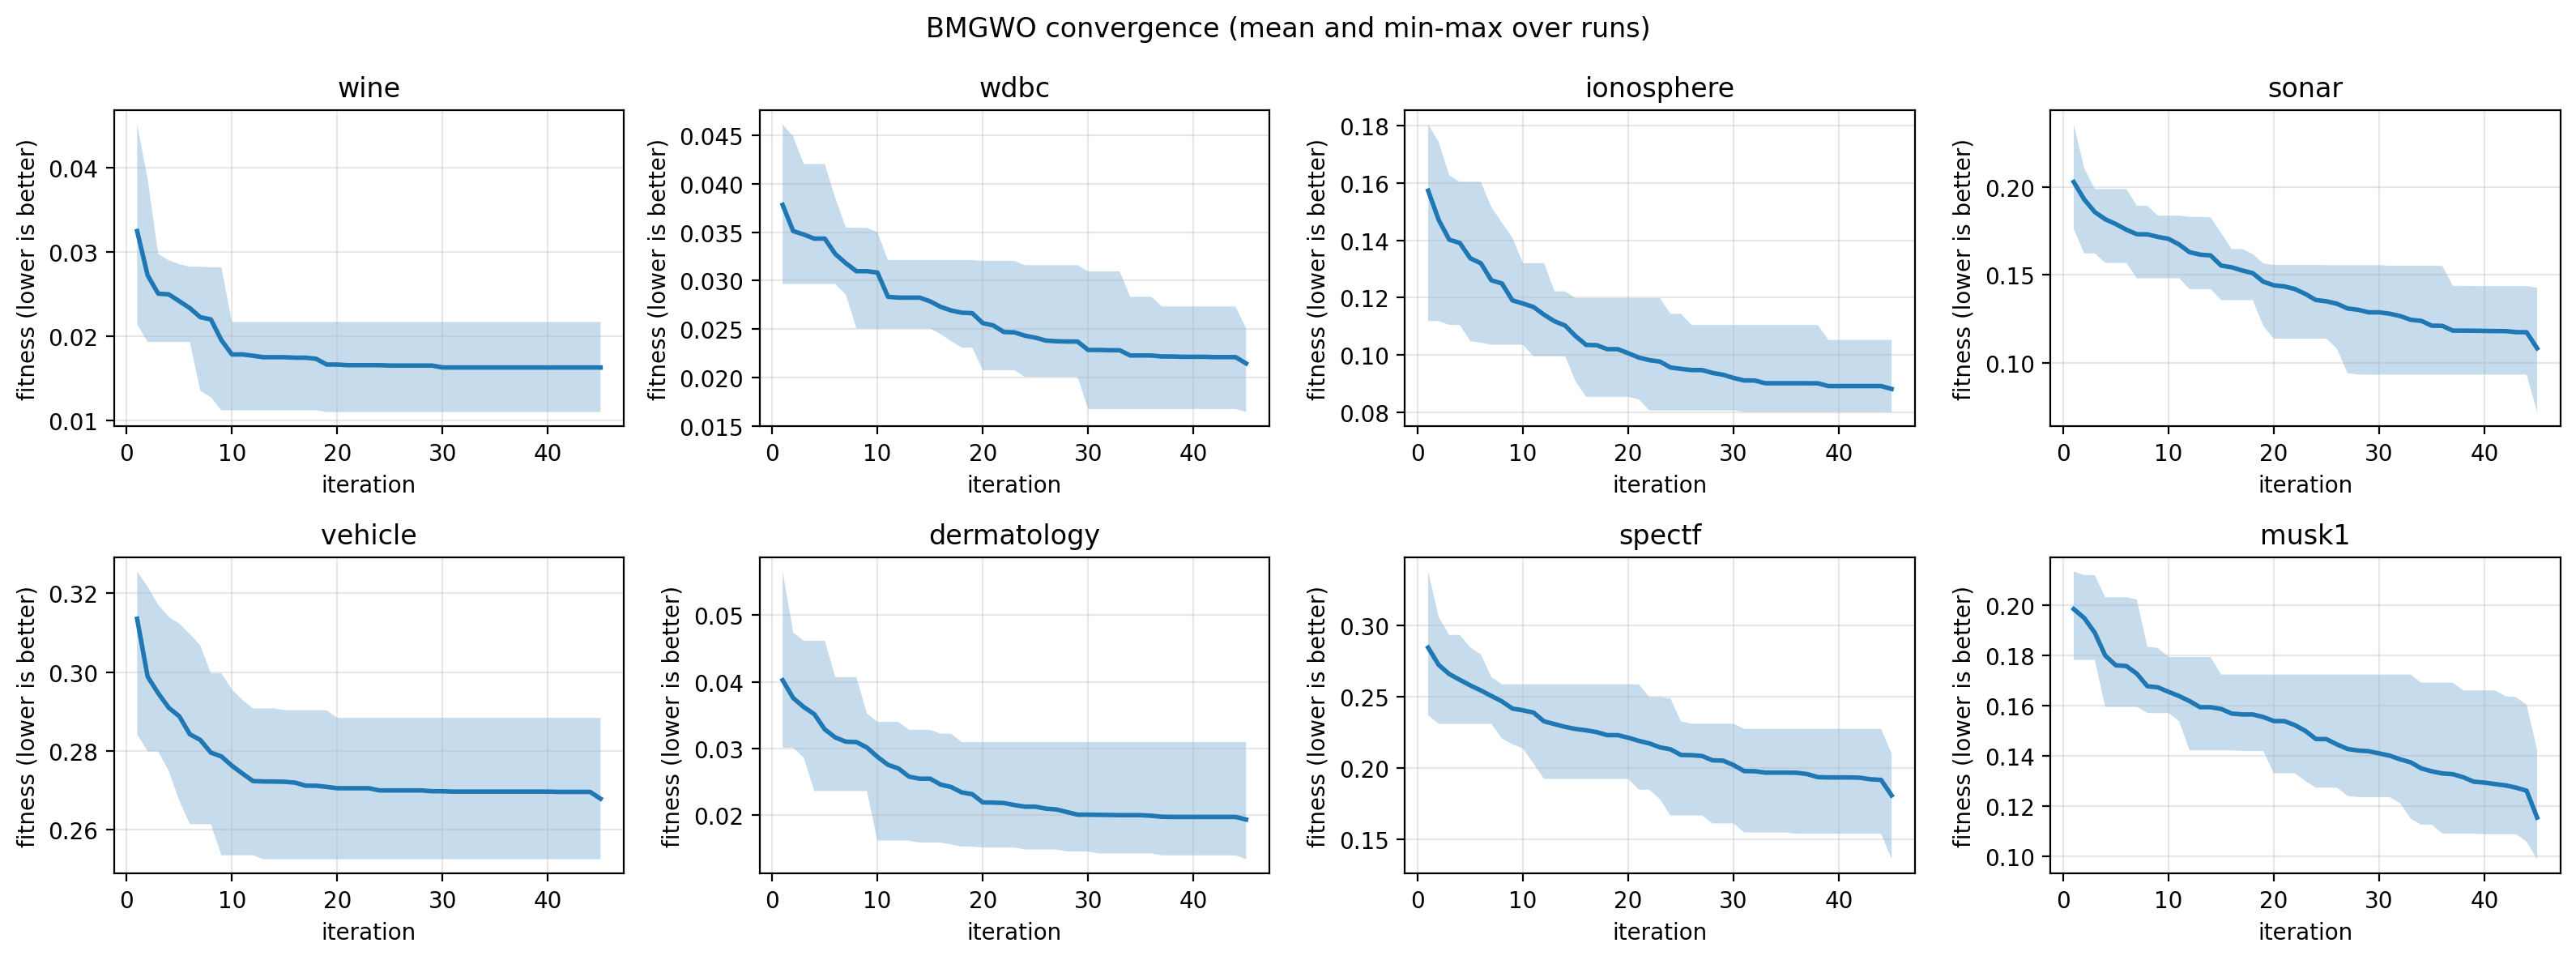 BMGWO convergence (mean and min-max over runs)
wine
fitness (lower is better)
0.04
0.03
0.02
0.01
0 10 20 30 40
iteration
wdbc
fitness (lower is better)
0.045
0.040
0.035
0.030
0.025
0.020
0.015
0 10 20 30 40
iteration
ionosphere
fitness (lower is better)
0.18
0.16
0.14
0.12
0.10
0.08
0 10 20 30 40
iteration
sonar
fitness (lower is better)
0.20
0.15
0.10
0 10 20 30 40
iteration
vehicle
fitness (lower is better)
0.32
0.30
0.28
0.26
0 10 20 30 40
iteration
dermatology
fitness (lower is better)
0.05
0.04
0.03
0.02
0 10 20 30 40
iteration
spectf
fitness (lower is better)
0.30
0.25
0.20
0.15
0 10 20 30 40
iteration
musk1
fitness (lower is better)
0.20
0.18
0.16
0.14
0.12
0.10
0 10 20 30 40
iteration